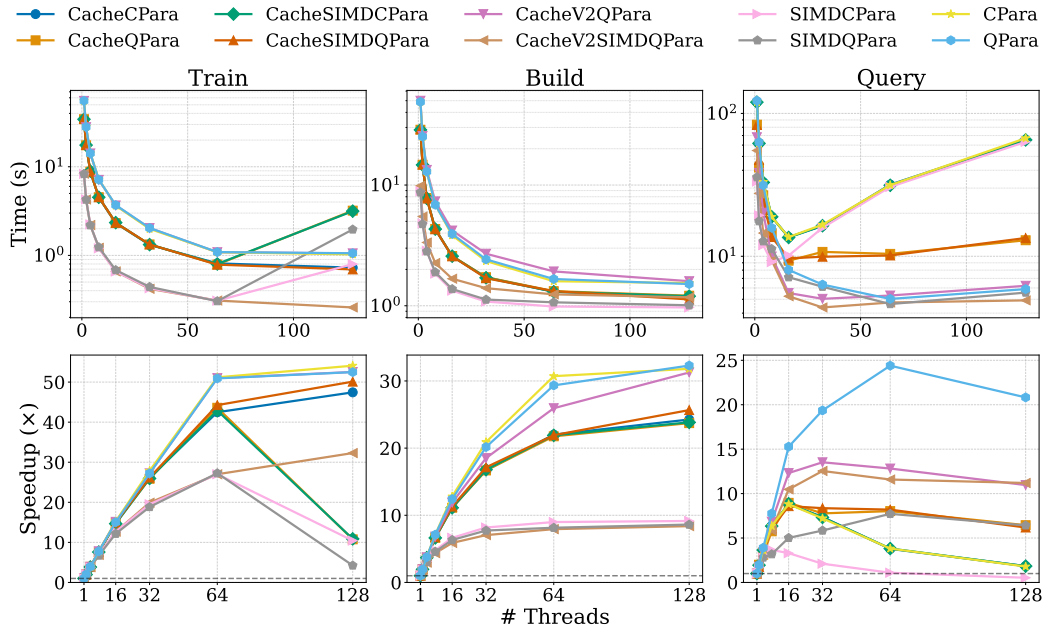 CacheCPara CacheSIMDCPara CacheV2QPara SIMDCPara CPara
CacheQPara CacheSIMDQPara CacheV2SIMDQPara SIMDQPara QPara
Train Build Query
Time (s)
10¹
10⁰
0 50 100
10¹
10⁰
0 50 100
10²
10¹
0 50 100
Speedup (×)
50
40
30
20
10
0
1 16 32 64 128
30
20
10
0
1 16 32 64 128
25
20
15
10
5
0
1 16 32 64 128
# Threads